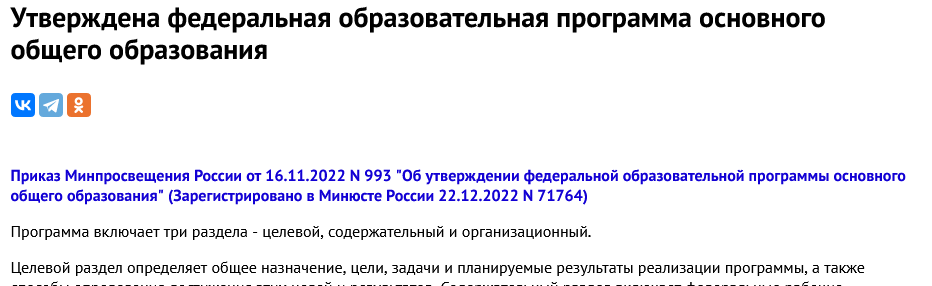 Утверждена федеральная образовательная программа основного
общего образования
Приказ Минпросвещения России от 16.11.2022 N 993 "Об утверждении федеральной образовательной программы основного
общего образования" (Зарегистрировано в Минюсте России 22.12.2022 N 71764)
Программа включает три раздела - целевой, содержательный и организационный.
Целевой раздел определяет общее назначение, цели, задачи и планируемые результаты реализации программы, а также